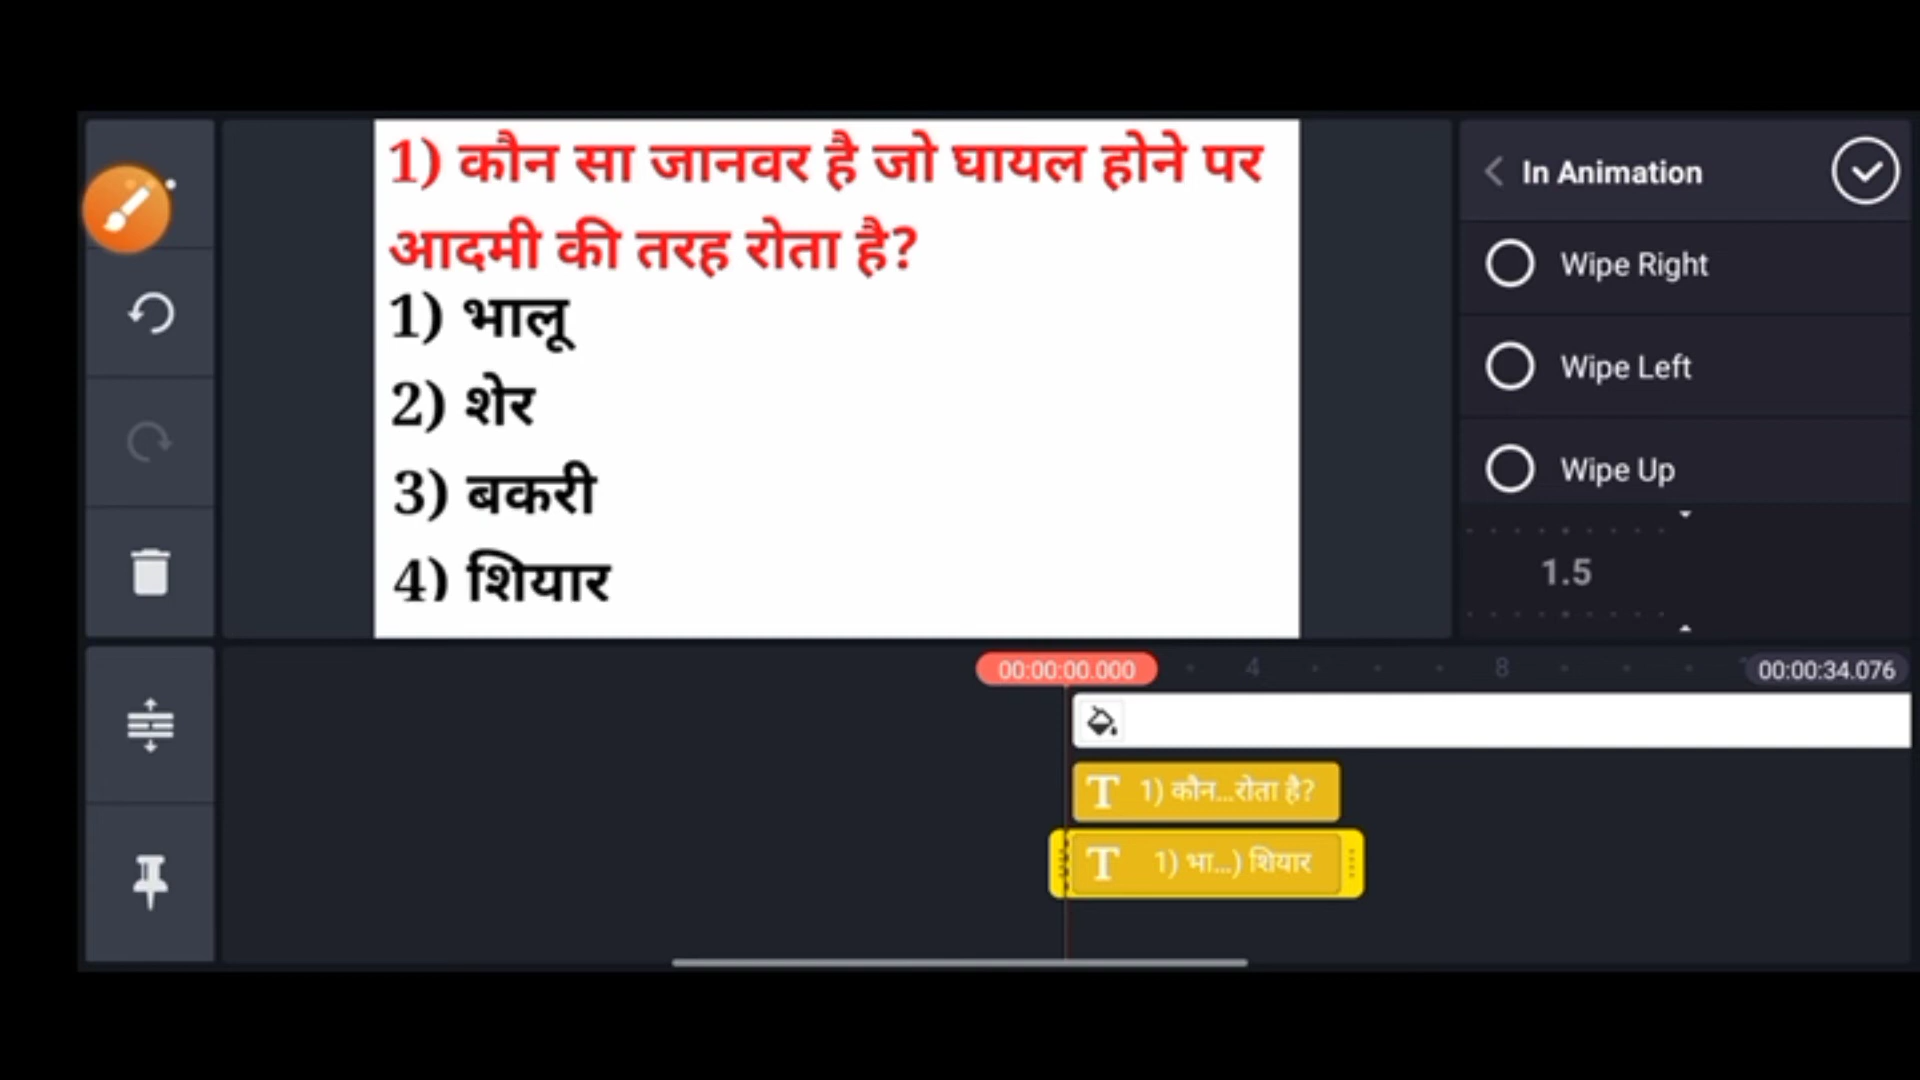 1) कौन सा जानवर है जो घायल होने पर
आदमी की तरह रोता है?
1) भालू
2) शेर
3) बकरी
4) शियार
In Animation
Wipe Right
Wipe Left
Wipe Up
1.5
00:00:00.000
4
8
00:00:34.076
T 1) कौन...रोता है?
T 1) भा...) शियार